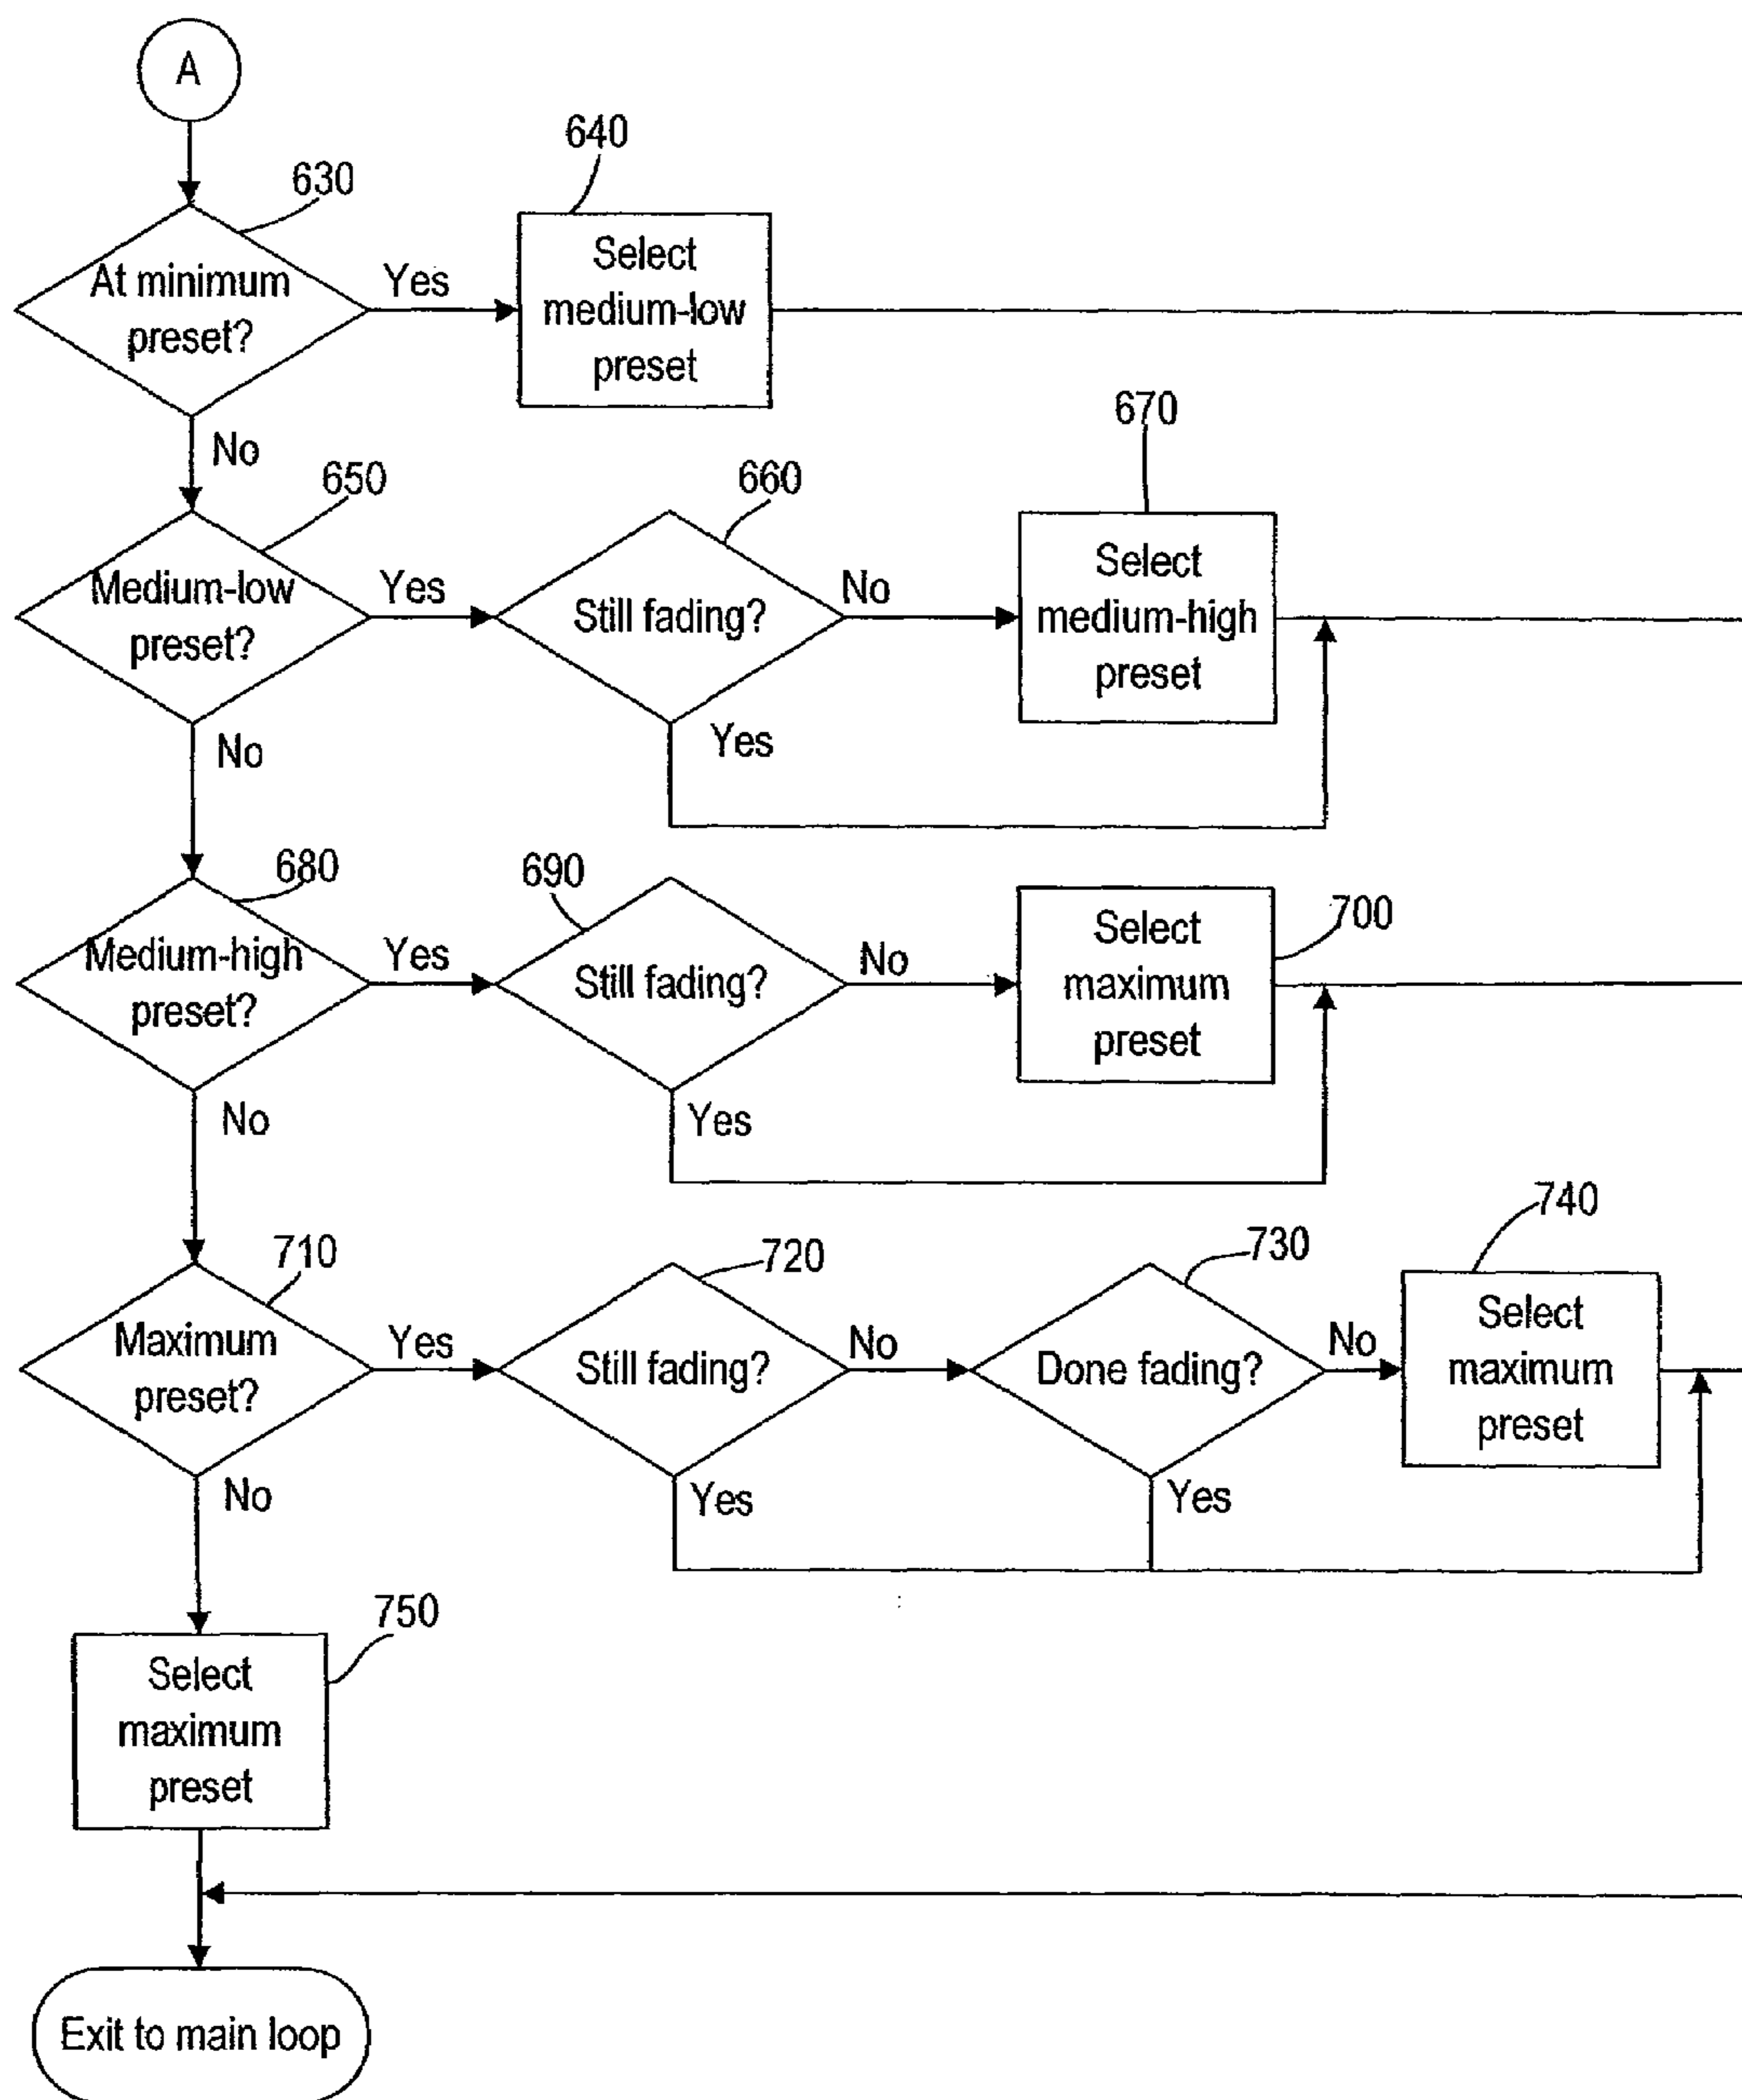 A
630
640
At minimum
preset?
Yes
Select
medium-low
preset
No
650
660
670
Medium-low
preset?
Yes
Still fading?
No
Select
medium-high
preset
Yes
No
680
690
700
Medium-high
preset?
Yes
Still fading?
No
Select
maximum
preset
Yes
No
710
720
730
740
Maximum
preset?
Yes
Still fading?
No
Done fading?
No
Select
maximum
preset
Yes
Yes
No
750
Select
maximum
preset
Exit to main loop